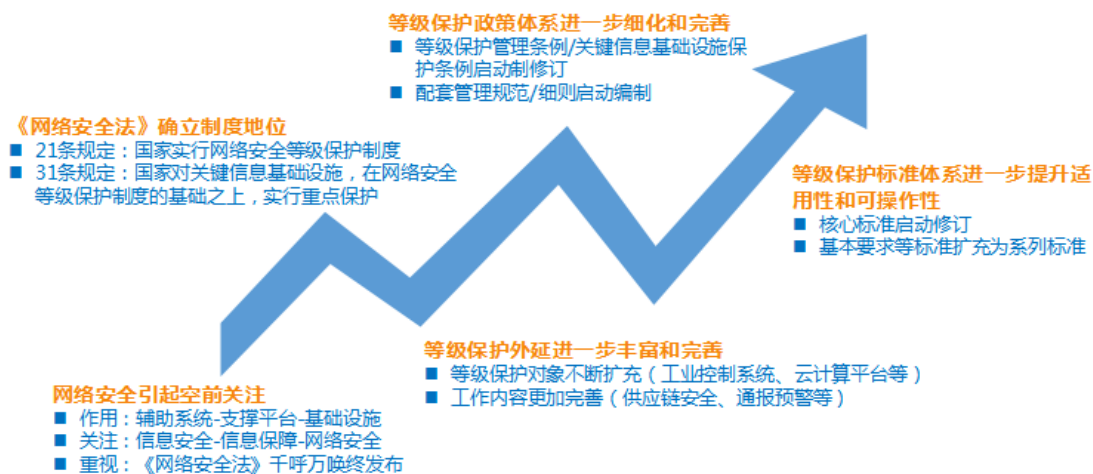 等级保护政策体系进一步细化和完善
■ 等级保护管理条例/关键信息基础设施保
护条例启动制修订
■ 配套管理规范/细则启动编制
《网络安全法》确立制度地位
■ 21条规定：国家实行网络安全等级保护制度
■ 31条规定：国家对关键信息基础设施，在网络安全
等级保护制度的基础之上，实行重点保护
等级保护标准体系进一步提升适
用性和可操作性
■ 核心标准启动修订
■ 基本要求等标准扩充为系列标准
等级保护外延进一步丰富和完善
■ 等级保护对象不断扩充（工业控制系统、云计算平台等）
■ 工作内容更加完善（供应链安全、通报预警等）
网络安全引起空前关注
■ 作用：辅助系统-支撑平台-基础设施
■ 关注：信息安全-信息保障-网络安全
■ 重视：《网络安全法》千呼万唤终发布